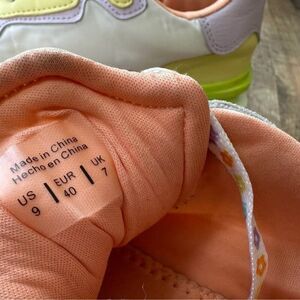 Made in China
Hecho en China
US EUR UK
9 40 7